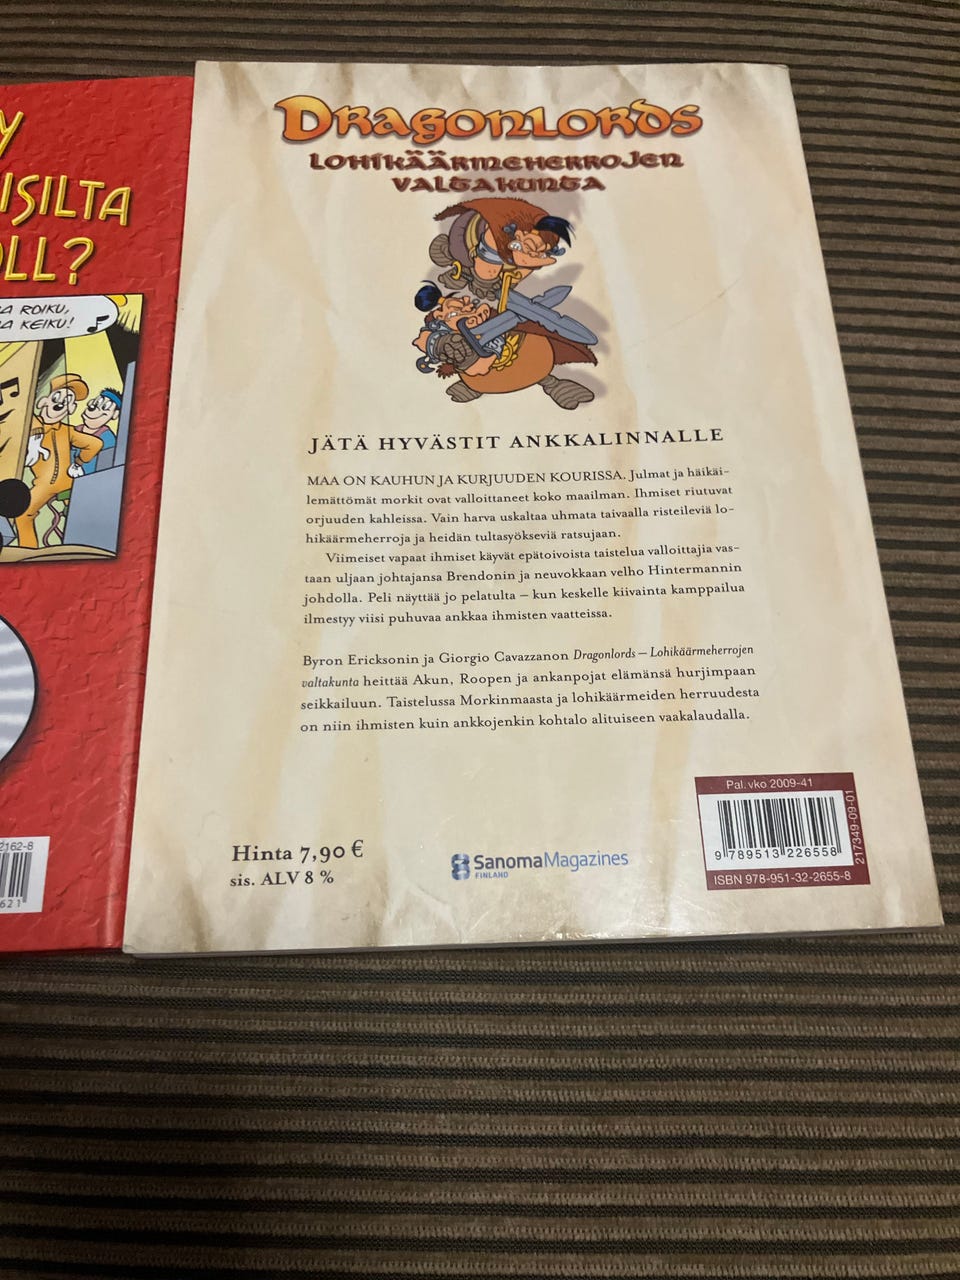 Y
ISILTA
OLL?
A ROIKU,
A KEIKU!
2162-8
621
DRAGONLORDS
LOHIKÄÄRMEHERROJEN
VALTAKUNTA
JÄTÄ HYVÄSTIT ANKKALINNALLE
MAA ON KAUHUN JA KURJUUDEN KOURISSA. Julmat ja häikäi-
lemättömät morkit ovat valloittaneet koko maailman. Ihmiset riutuvat
orjuuden kahleissa. Vain harva uskaltaa uhmata taivaalla risteileviä lo-
hikäärmeherroja ja heidän tultasyökseviä ratsujaan.
Viimeiset vapaat ihmiset käyvät epätoivoista taistelua valloittajia vas-
taan uljaan johtajansa Brendonin ja neuvokkaan velho Hintermannin
johdolla. Peli näyttää jo pelatulta – kun keskelle kiivainta kamppailua
ilmestyy viisi puhuvaa ankkaa ihmisten vaatteissa.
Byron Ericksonin ja Giorgio Cavazzanon Dragonlords – Lohikäärmeherrojen
valtakunta heittää Akun, Roopen ja ankanpojat elämänsä hurjimpaan
seikkailuun. Taistelussa Morkinmaasta ja lohikäärmeiden herruudesta
on niin ihmisten kuin ankkojenkin kohtalo alituiseen vaakalaudalla.
Hinta 7,90 €
sis. ALV 8 %
SanomaMagazines
FINLAND
Pal. vko 2009-41
9 789513 226558
ISBN 978-951-32-2655-8
217349-09-01